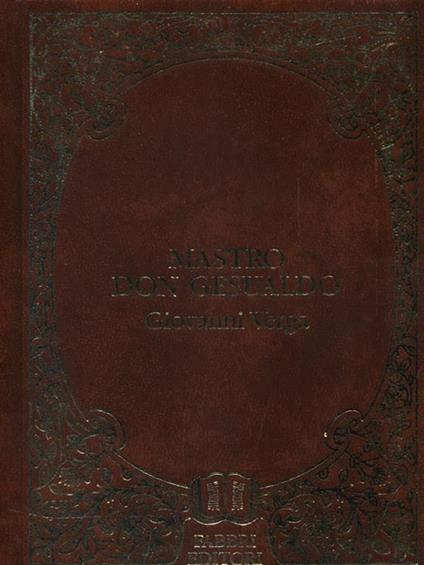 MASTRO
DON GESUALDO
Giovanni Verga
FABBRI
EDITORI